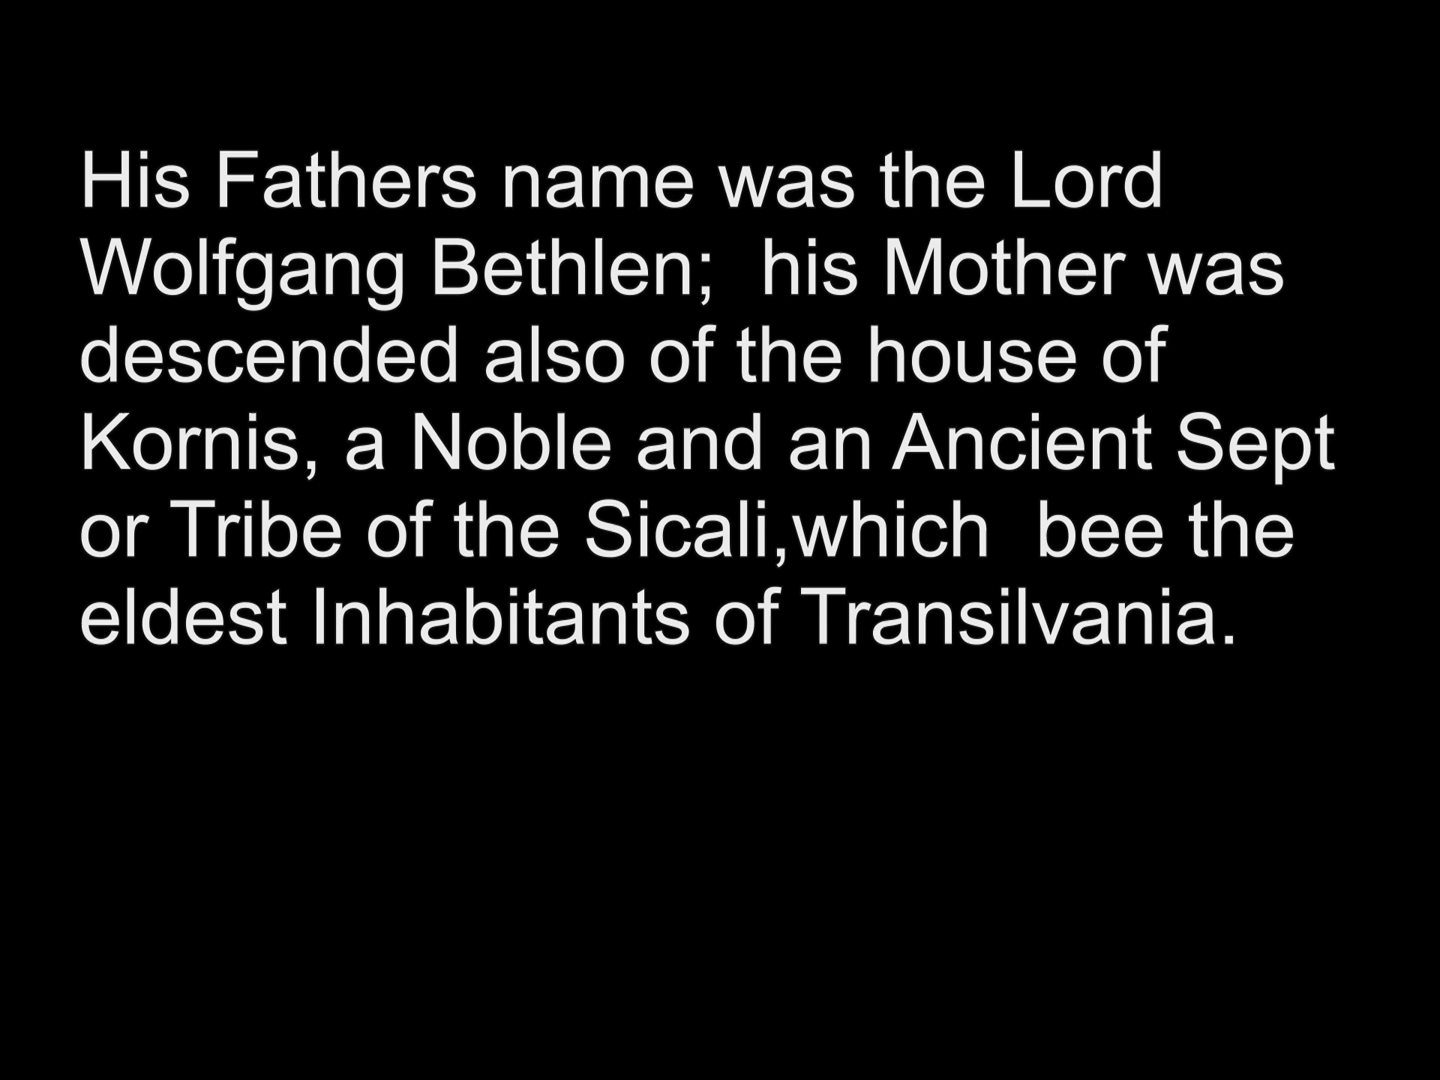 His Fathers name was the Lord
Wolfgang Bethlen;  his Mother was
descended also of the house of
Kornis, a Noble and an Ancient Sept
or Tribe of the Sicali,which  bee the
eldest Inhabitants of Transilvania.